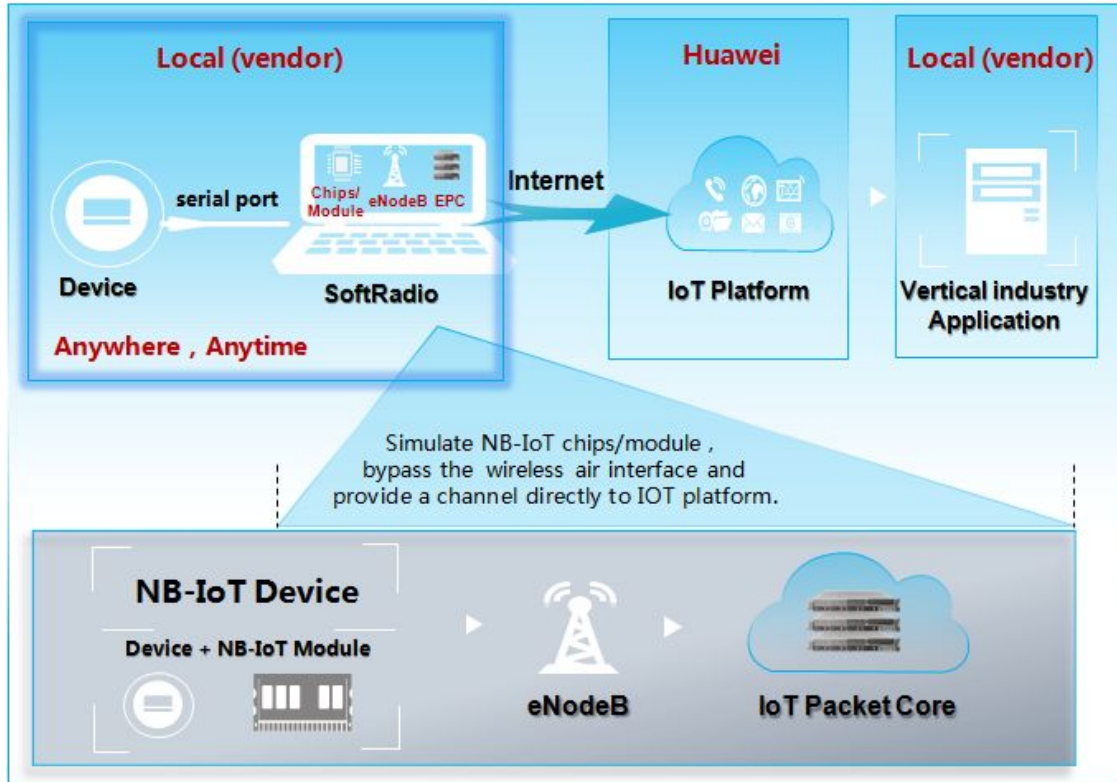 Local (vendor)
Huawei
Local (vendor)
Chips/
Module
eNodeB
EPC
serial port
Internet
Device
SoftRadio
IoT Platform
Vertical industry
Application
Anywhere , Anytime
Simulate NB-IoT chips/module ,
bypass the wireless air interface and
provide a channel directly to IOT platform.
NB-IoT Device
Device + NB-IoT Module
eNodeB
IoT Packet Core